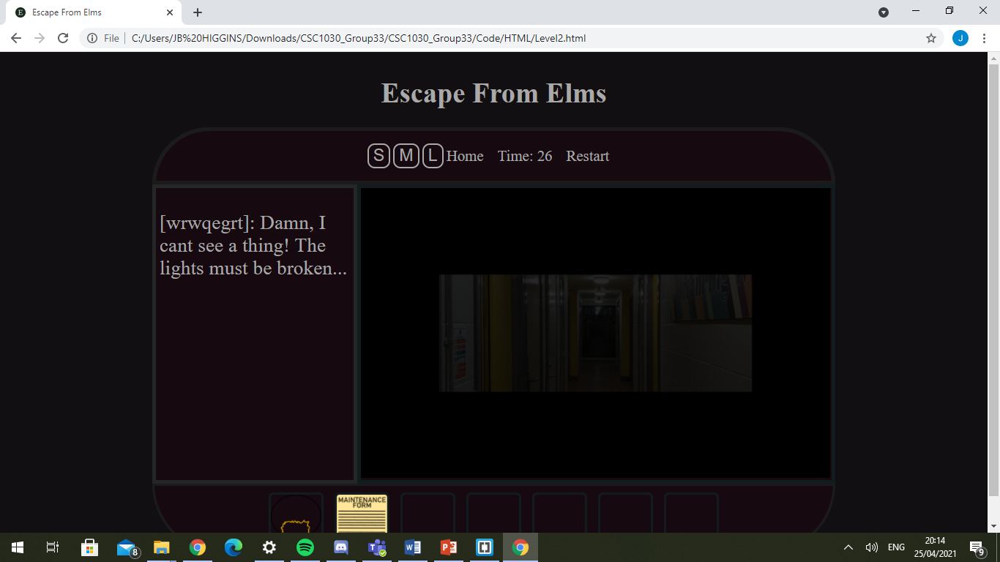 Escape From Elms
File
C:/Users/JB%20HIGGINS/Downloads/CSC1030_Group33/CSC1030_Group33/Code/HTML/Level2.html
J
Escape From Elms
S M L Home Time: 26 Restart
[wrwqegrt]: Damn, I
cant see a thing! The
lights must be broken...
MAINTENANCE
FORM
8
ENG
20:14
25/04/2021
9